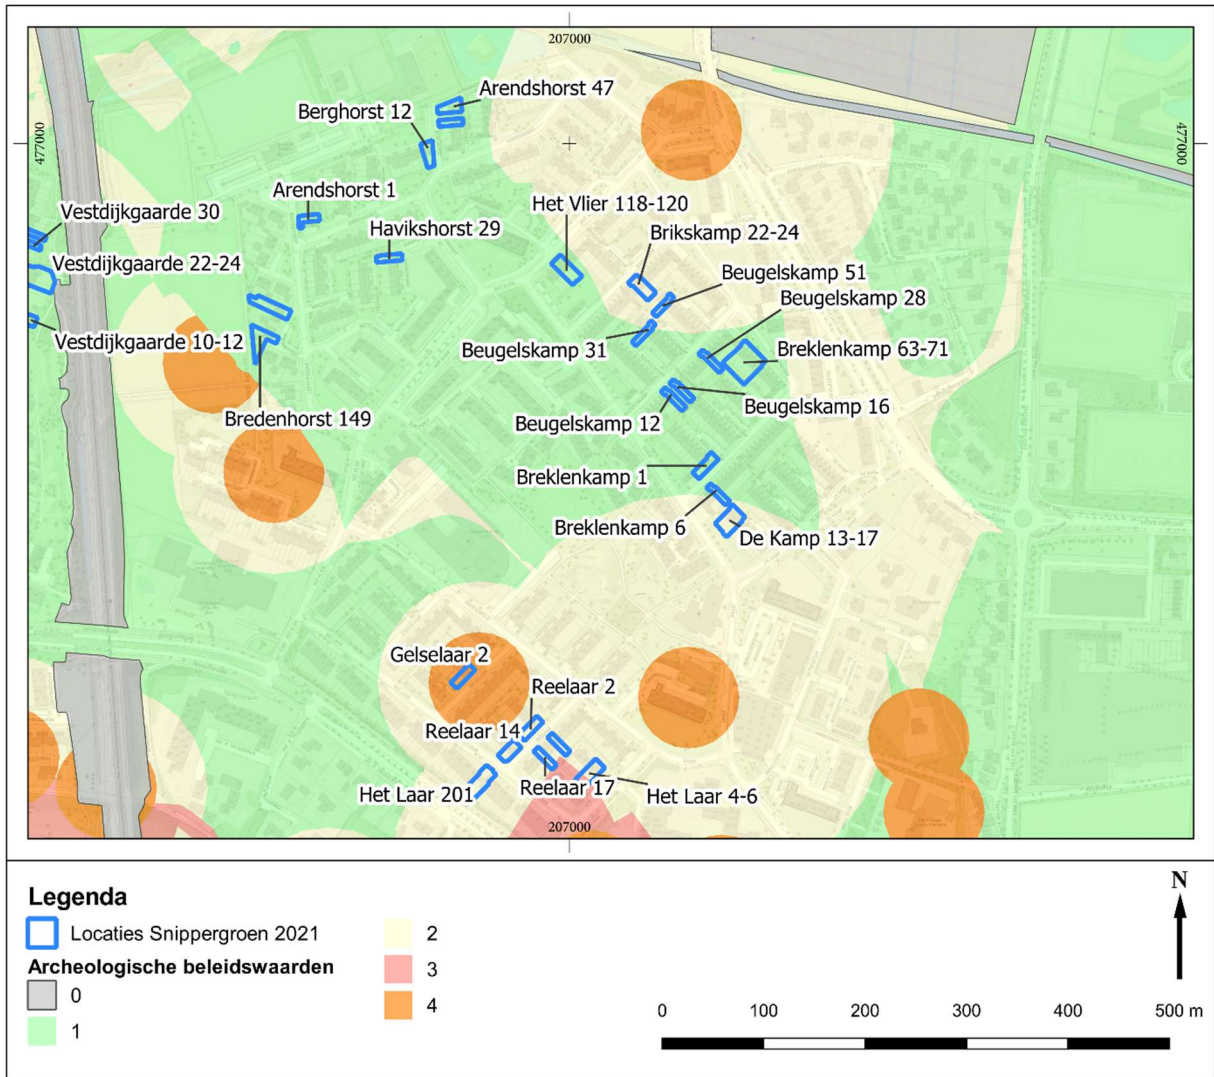 207000
Arendshorst 47
Berghorst 12
477000
477000
Arendshorst 1
Vestdijkgaarde 30
Het Vlier 118-120
Havikshorst 29
Brikskamp 22-24
Vestdijkgaarde 22-24
Beugelskamp 51
Beugelskamp 28
Vestdijkgaarde 10-12
Beugelskamp 31
Breklenkamp 63-71
Bredenhorst 149
Beugelskamp 16
Beugelskamp 12
Breklenkamp 1
Breklenkamp 6
De Kamp 13-17
Gelselaar 2
Reelaar 2
Reelaar 14
Reelaar 17
Het Laar 201
Het Laar 4-6
207000
Legenda
Locaties Snippergroen 2021
Archeologische beleidswaarden
0
1
2
3
4
N
0 100 200 300 400 500 m